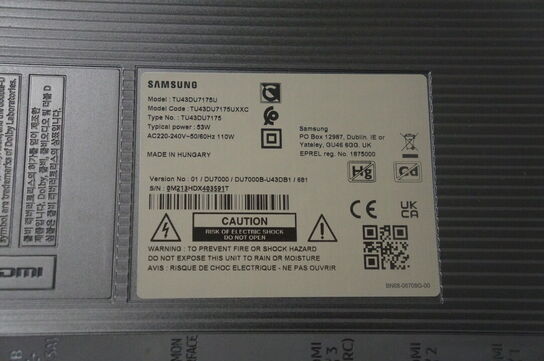 SAMSUNG
Model : TU43DU7175U
Model Code : TU43DU7175UXXC
Type No. : TU43DU7175
Typical power : 53W
AC220-240V~50/60Hz 110W
MADE IN HUNGARY
Samsung
PO Box 12987, Dublin. IE or
Yateley, GU46 6GG. UK
EPREL reg. no. 1875000
Hg Cd
Version No : 01 / DU7000 / DU7000B-U43DB1 / 681
S/N : 0M213HDX403591T
CAUTION
RISK OF ELECTRIC SHOCK
DO NOT OPEN
WARNING : TO PREVENT FIRE OR SHOCK HAZARD
DO NOT EXPOSE THIS UNIT TO RAIN OR MOISTURE
AVIS : RISQUE DE CHOC ELECTRIQUE - NE PAS OUVRIR
CE UKCA
BN68-06709G-00